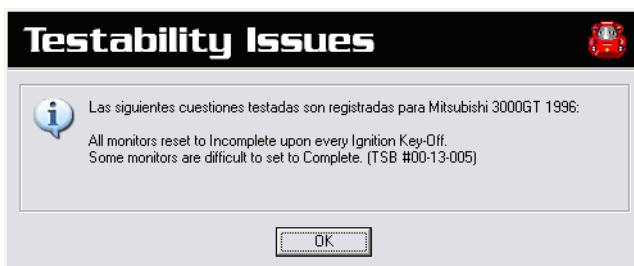 Testability Issues
Las siguientes cuestiones testadas son registradas para Mitsubishi 3000GT 1996:
All monitors reset to Incomplete upon every Ignition Key-Off.
Some monitors are difficult to set to Complete. (TSB #00-13-005)
OK